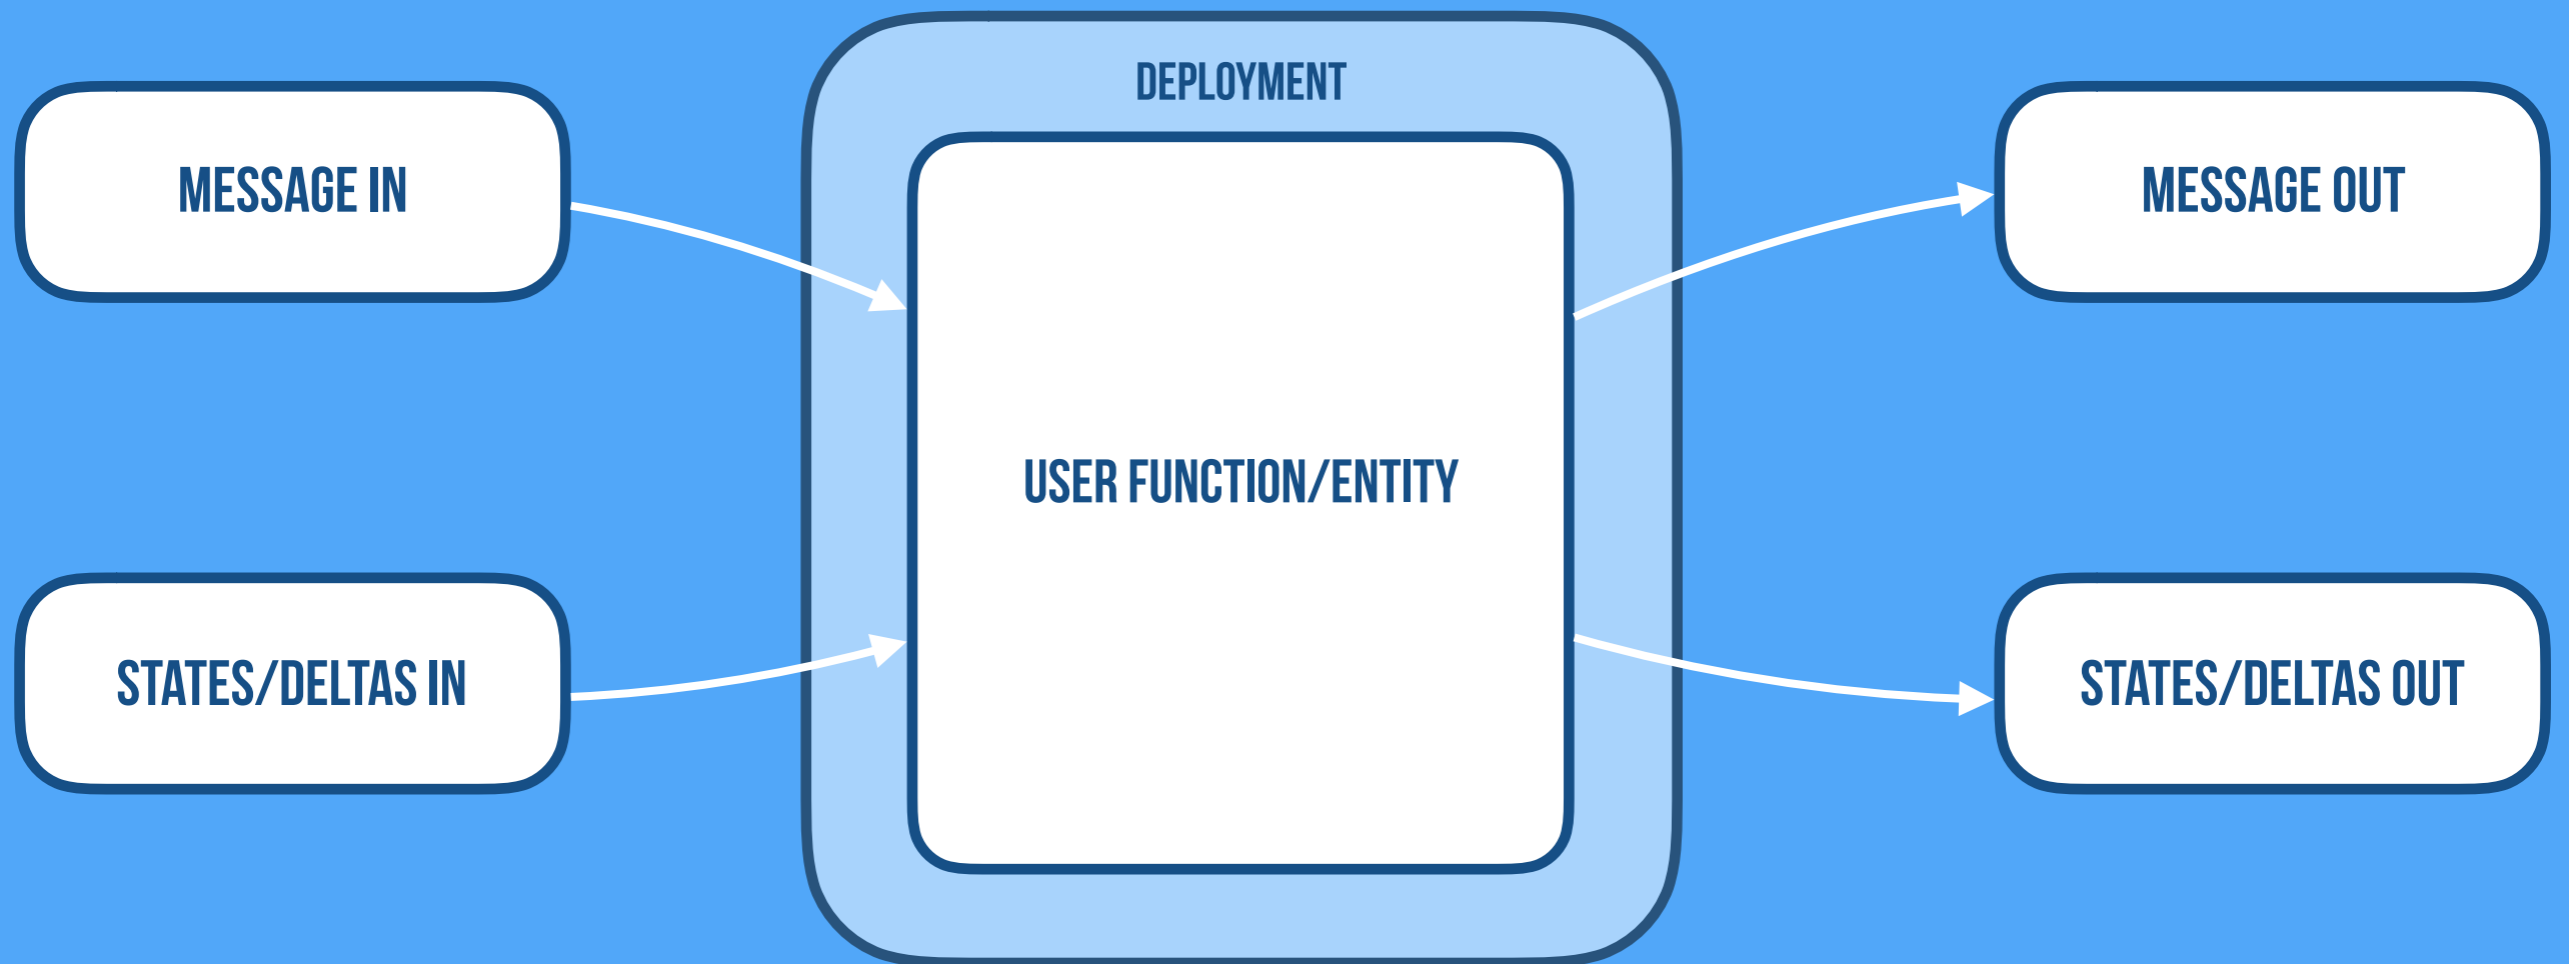 DEPLOYMENT
MESSAGE IN
MESSAGE OUT
USER FUNCTION/ENTITY
STATES/DELTAS IN
STATES/DELTAS OUT